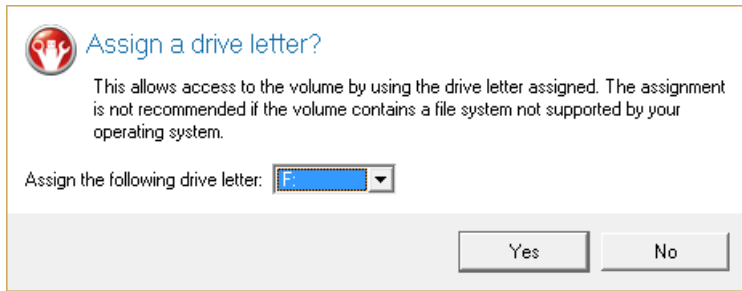 Assign a drive letter?
This allows access to the volume by using the drive letter assigned. The assignment
is not recommended if the volume contains a file system not supported by your
operating system.
Assign the following drive letter: F:
Yes No